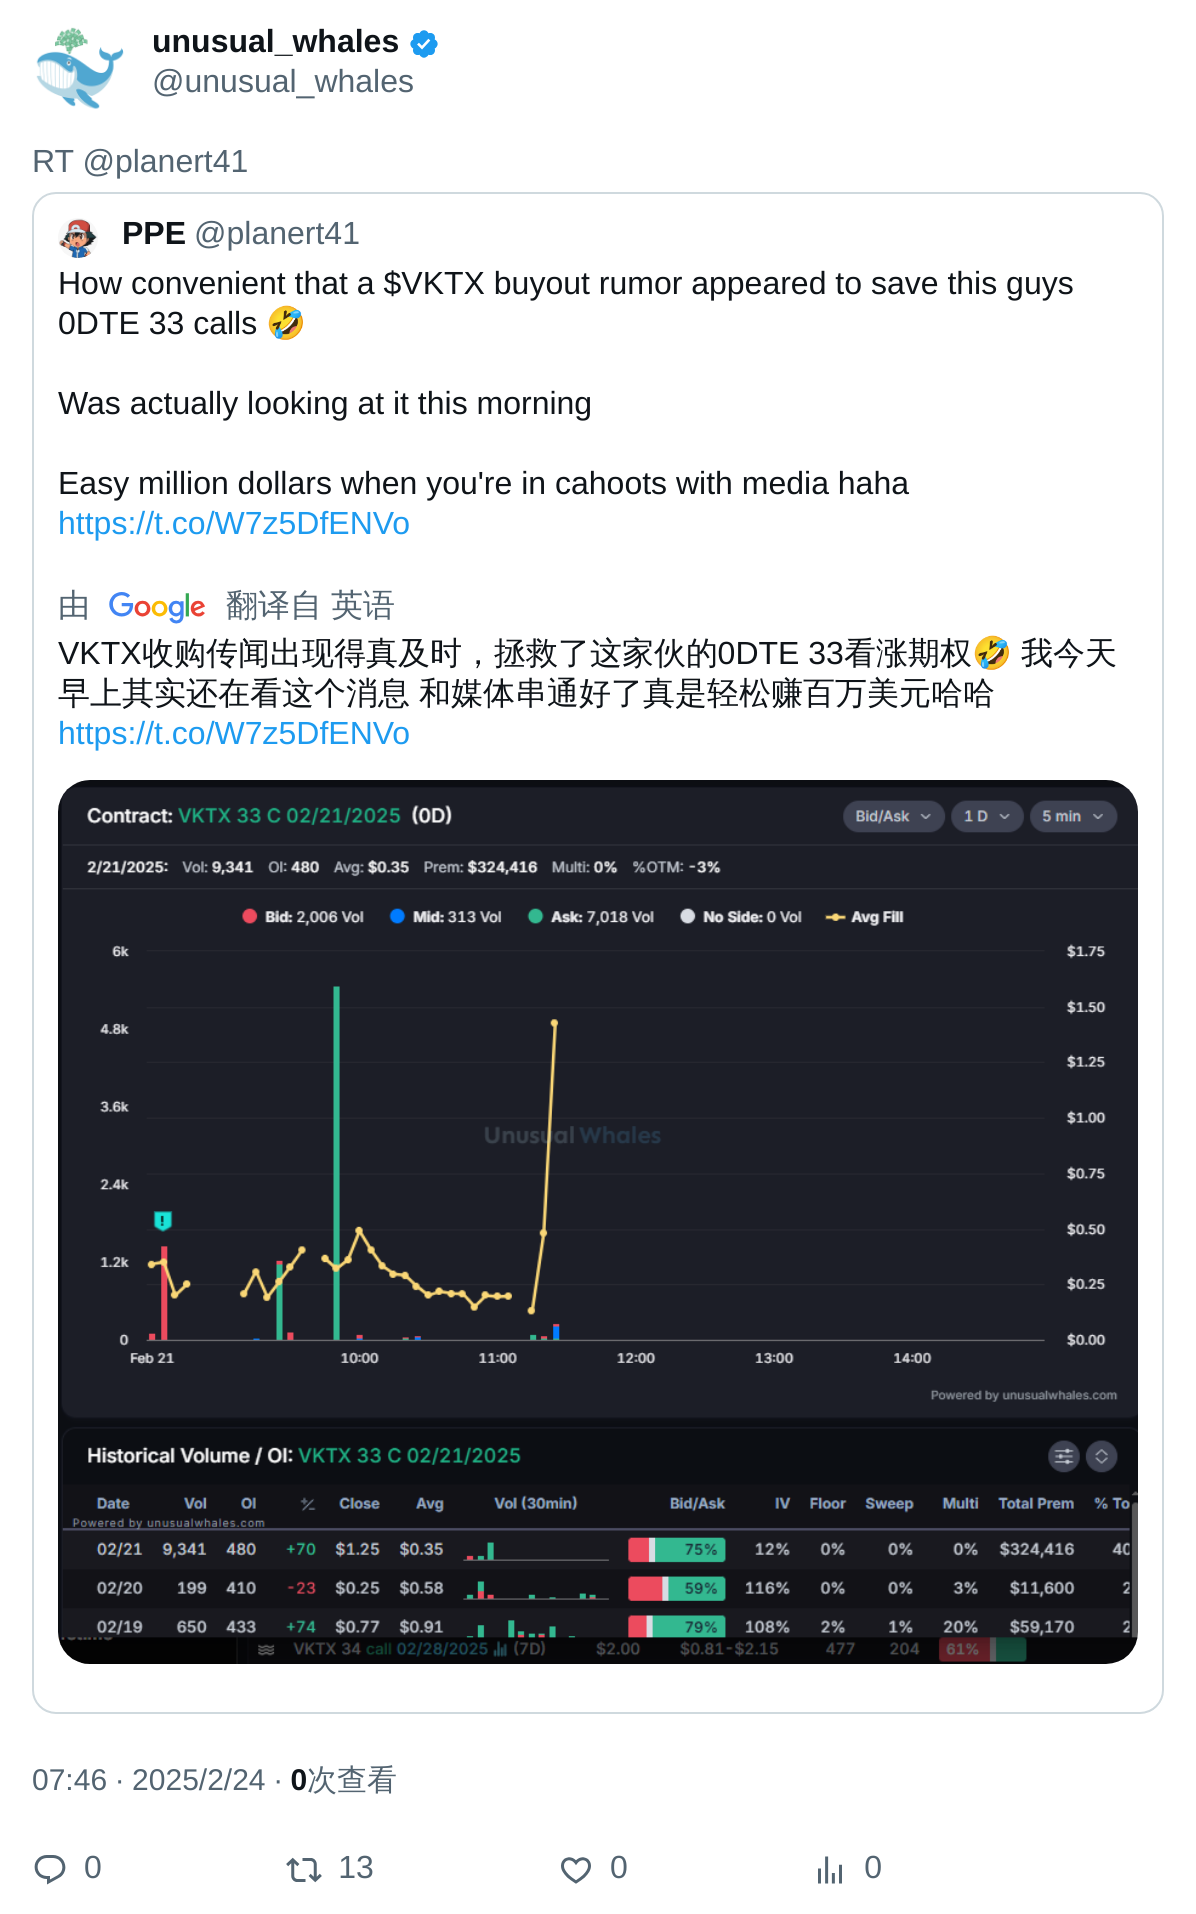 unusual_whales
@unusual_whales
RT @planert41
PPE @planert41
How convenient that a $VKTX buyout rumor appeared to save this guys
0DTE 33 calls 🤣
Was actually looking at it this morning
Easy million dollars when you're in cahoots with media haha
https://t.co/W7z5DfENVo
由 Google 翻译自 英语
VKTX收购传闻出现得真及时，拯救了这家伙的0DTE 33看涨期权🤣 我今天
早上其实还在看这个消息 和媒体串通好了真是轻松赚百万美元哈哈
https://t.co/W7z5DfENVo
Contract: VKTX 33 C 02/21/2025 (0D) Bid/Ask 1 D 5 min
2/21/2025: Vol: 9,341 OI: 480 Avg: $0.35 Prem: $324,416 Multi: 0% %OTM: -3%
Bid: 2,006 Vol Mid: 313 Vol Ask: 7,018 Vol No Side: 0 Vol Avg Fill
6k $1.75
$1.50
4.8k
$1.25
3.6k $1.00
Unusual Whales
2.4k $0.75
$0.50
1.2k $0.25
0 $0.00
Feb 21 10:00 11:00 12:00 13:00 14:00
Powered by unusualwhales.com
Historical Volume / OI: VKTX 33 C 02/21/2025
Date Vol OI +/- Close Avg Vol (30min) Bid/Ask IV Floor Sweep Multi Total Prem % To
Powered by unusualwhales.com
02/21 9,341 480 +70 $1.25 $0.35 75% 12% 0% 0% 0% $324,416 40
02/20 199 410 -23 $0.25 $0.58 59% 116% 0% 0% 3% $11,600 2
02/19 650 433 +74 $0.77 $0.91 79% 108% 2% 1% 20% $59,170 2
VKTX 34 call 02/28/2025 (7D) $2.00 $0.81-$2.15 477 204 61%
07:46 · 2025/2/24 · 0次查看
0 13 0 0